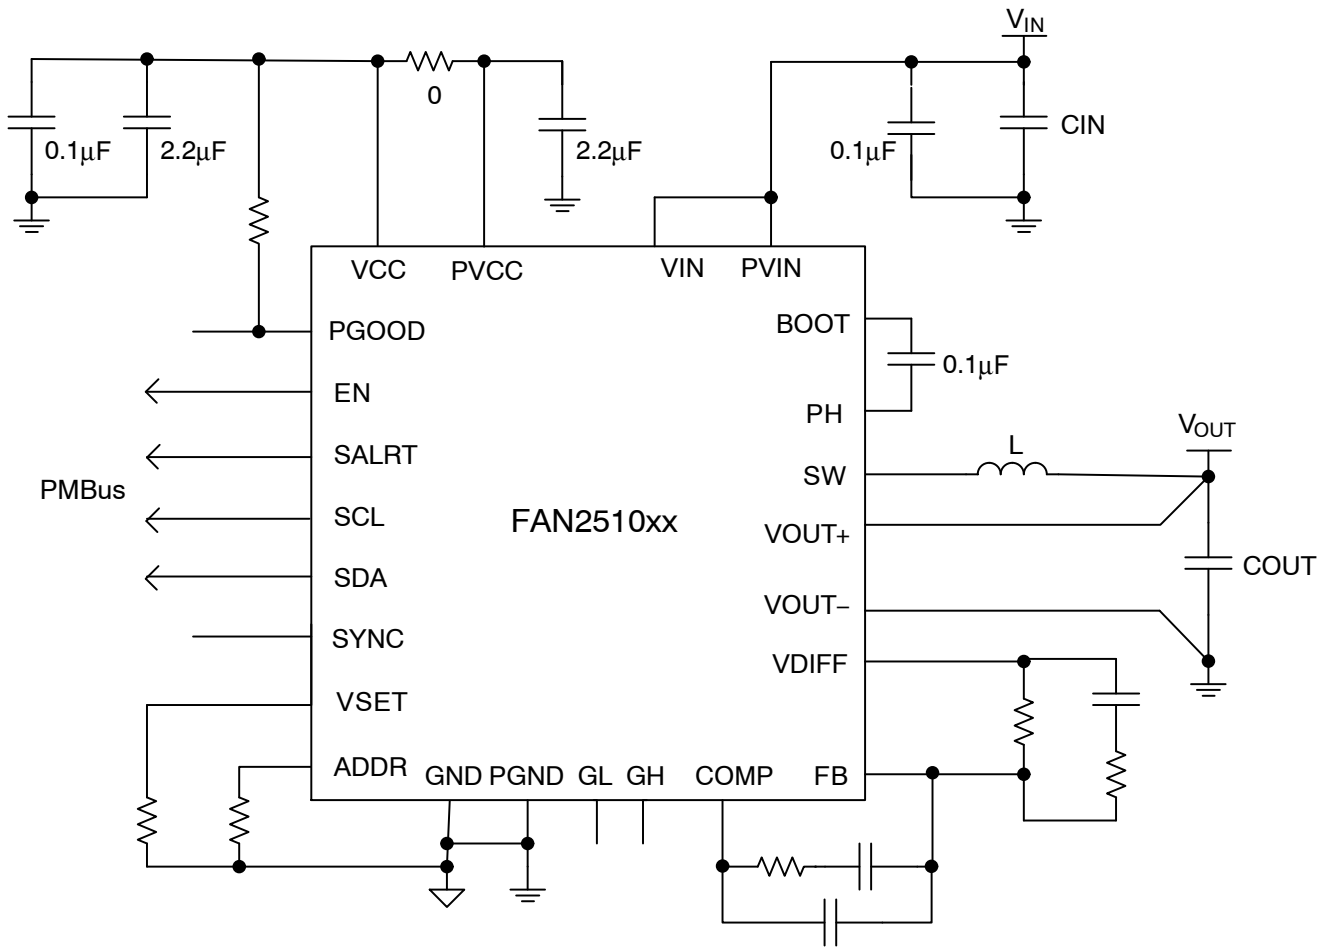 VIN
0
CIN
0.1μF
2.2μF
2.2μF
0.1μF
VCC
PVCC
VIN
PVIN
PGOOD
BOOT
0.1μF
EN
PH
SALRT
VOUT
L
SW
PMBus
SCL
FAN2510xx
VOUT+
COUT
SDA
VOUT−
SYNC
VDIFF
VSET
ADDR
GND
PGND
GL
GH
COMP
FB